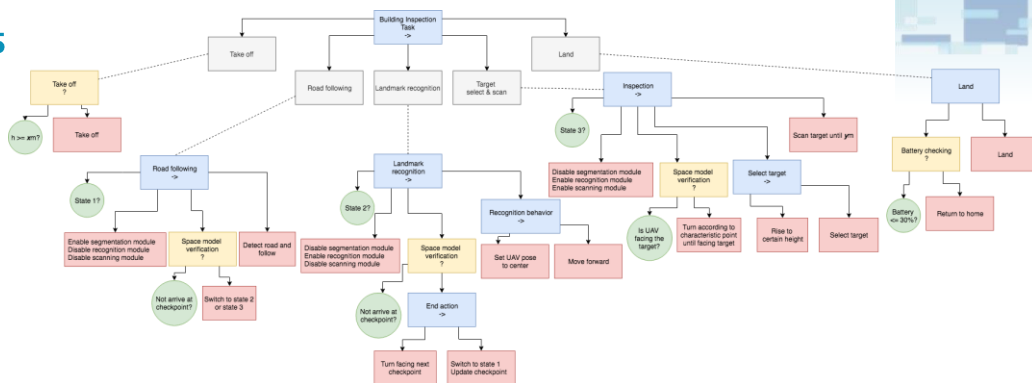 5
Building Inspection
Task
->
Take off
Land
Road following
Landmark recognition
Target
select & scan
Take off
?
h >= xm?
Take off
Road following
->
State 1?
Enable segmentation module
Disable recognition module
Disable scanning module
Space model
verification
?
Detect road and
follow
Not arrive at
checkpoint?
Switch to state 2
or state 3
Landmark
recognition
->
State 2?
Disable segmentation module
Enable recognition module
Disable scanning module
Space model
verification
?
Recognition behavior
->
Set UAV pose
to center
Move forward
Not arrive at
checkpoint?
End action
->
Turn facing next
checkpoint
Switch to state 1
Update checkpoint
Inspection
->
State 3?
Disable segmentation module
Enable recognition module
Enable scanning module
Space model
verification
?
Select target
->
Scan target until ym
Is UAV
facing the
target?
Turn according to
characteristic point
until facing target
Rise to
certain height
Select target
Land
Battery checking
?
Land
Battery
<= 30%?
Return to home